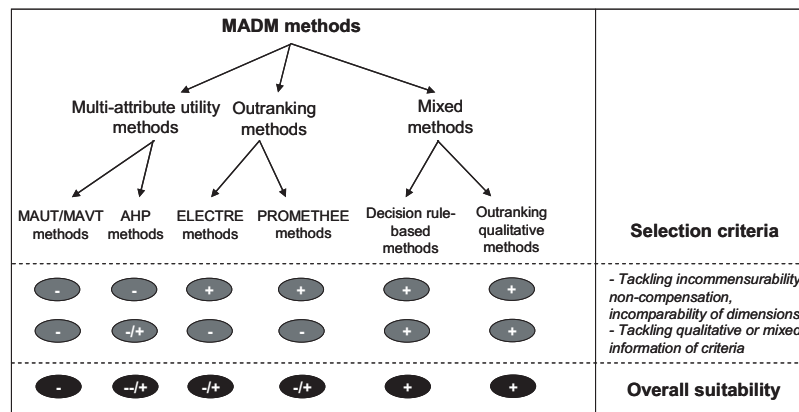 MADM methods
Multi-attribute utility
methods
Outranking
methods
Mixed
methods
MAUT/MAVT
methods
AHP
methods
ELECTRE
methods
PROMETHEE
methods
Decision rule-
based
methods
Outranking
qualitative
methods
Selection criteria
- - + + + +
- -/+ - - + +
- Tackling incommensurability
non-compensation,
incomparability of dimensions
- Tackling qualitative or mixed
information of criteria
- --/+ -/+ -/+ + +
Overall suitability